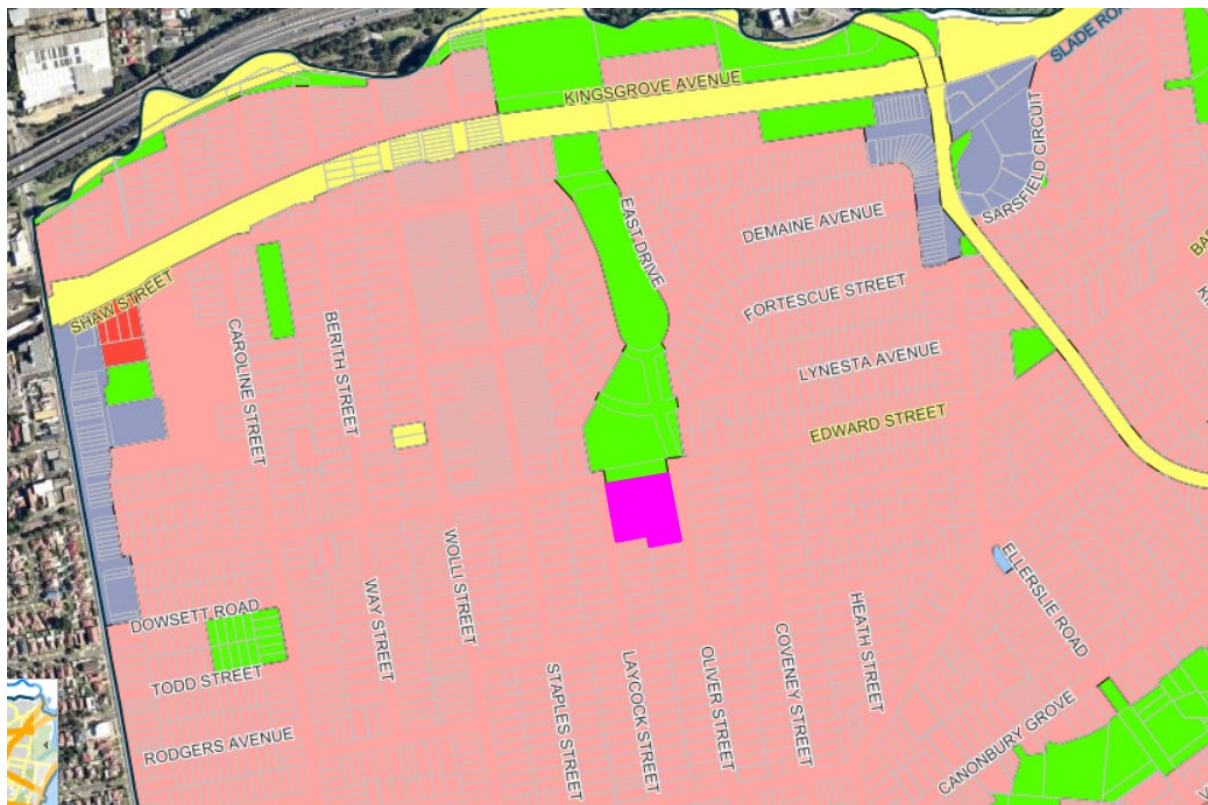 SLADE ROA
KINGSGROVE AVENUE
SARSFIELD CIRCUIT
EAST DRIVE
DEMAINE AVENUE
SHAW STREET
FORTESCUE STREET
CAROLINE STREET
BERITH STREET
LYNESTA AVENUE
EDWARD STREET
WOLLI STREET
ELLERSLIE ROAD
DOWSETT ROAD
WAY STREET
HEATH STREET
COVENEY STREET
OLIVER STREET
LAYCOCK STREET
STAPLES STREET
TODD STREET
CANONBURY GROVE
RODGERS AVENUE